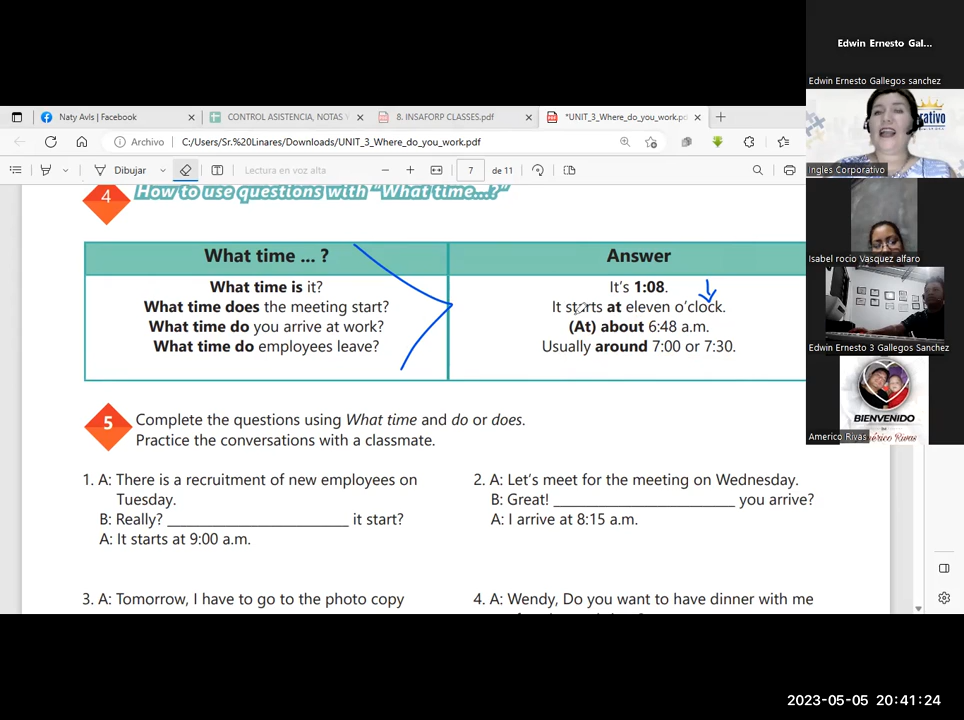 Edwin Ernesto Gal...
Edwin Ernesto Gallegos sanchez
Naty Avls | Facebook
CONTROL ASISTENCIA, NOTAS
8. INSAFORP CLASSES.pdf
*UNIT_3_Where_do_you_work.pd
Archivo
C:/Users/Sr.%20Linares/Downloads/UNIT_3_Where_do_you_work.pdf
Dibujar
Lectura en voz alta
7
de 11
Ingles Corporativo
4
How to use questions with "What time...?"
What time ... ?
Answer
What time is it?
It's 1:08.
What time does the meeting start?
It starts at eleven o'clock.
What time do you arrive at work?
(At) about 6:48 a.m.
What time do employees leave?
Usually around 7:00 or 7:30.
Isabel rocio Vasquez alfaro
Edwin Ernesto 3 Gallegos Sanchez
BIENVENIDO
Américo Rivas
Americo Rivas
5
Complete the questions using What time and do or does.
Practice the conversations with a classmate.
1. A: There is a recruitment of new employees on
Tuesday.
B: Really? ______________________ it start?
A: It starts at 9:00 a.m.
2. A: Let's meet for the meeting on Wednesday.
B: Great! ______________________ you arrive?
A: I arrive at 8:15 a.m.
3. A: Tomorrow, I have to go to the photo copy
4. A: Wendy, Do you want to have dinner with me
2023-05-05 20:41:24